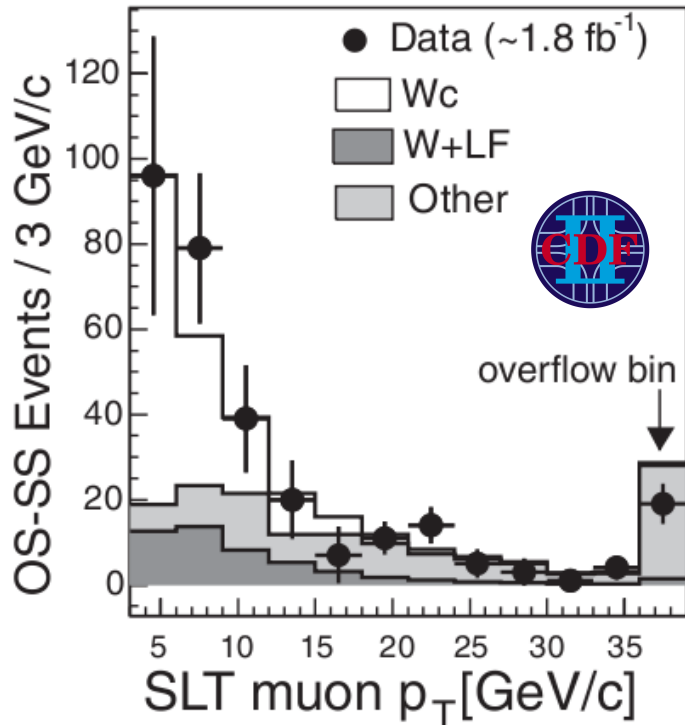 Data (~1.8 fb⁻¹)
Wc
W+LF
Other
II
CDF
overflow bin
OS-SS Events / 3 GeV/c
120
100
80
60
40
20
0
5 10 15 20 25 30 35
SLT muon p_T[GeV/c]